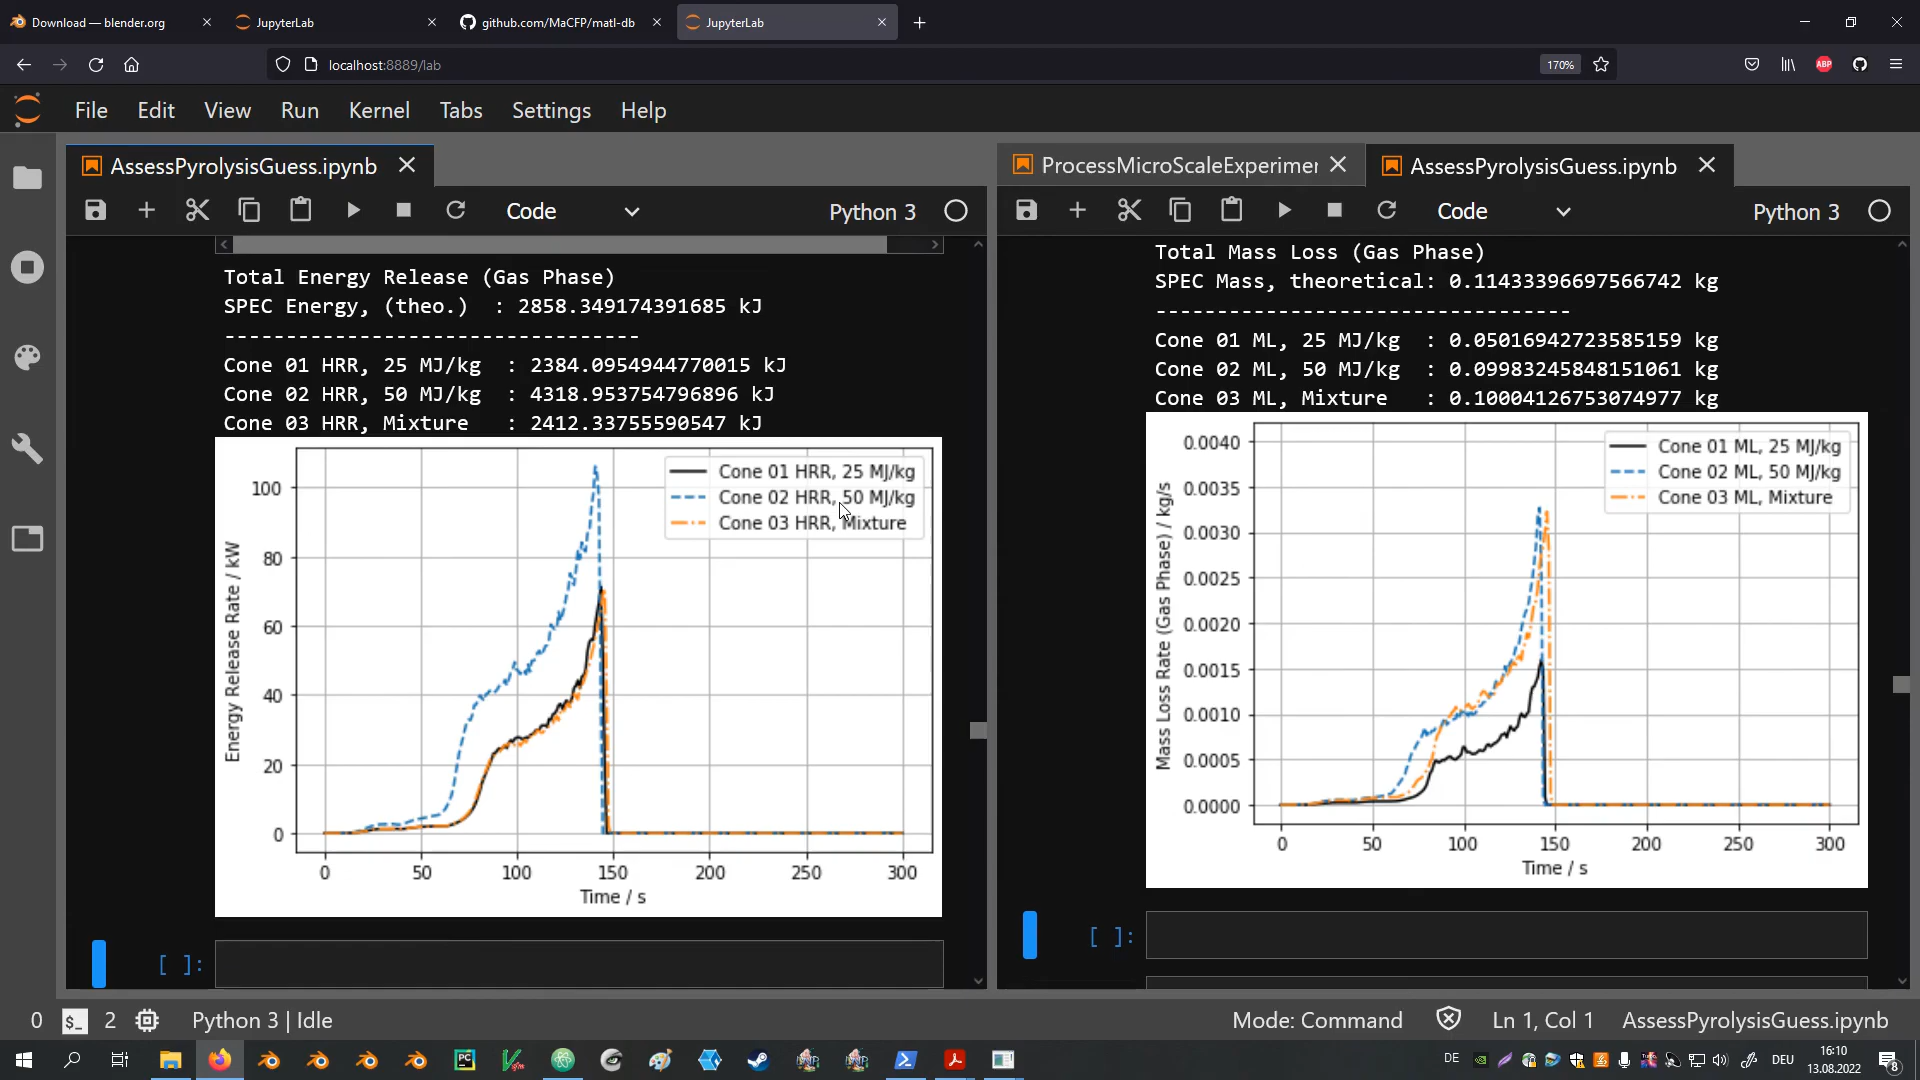 Download — blender.org
JupyterLab
github.com/MaCFP/matl-db
JupyterLab
localhost:8889/lab
170%
ABP
File Edit View Run Kernel Tabs Settings Help
AssessPyrolysisGuess.ipynb
ProcessMicroScaleExperimen
AssessPyrolysisGuess.ipynb
Code
Python 3
Code
Python 3
Total Energy Release (Gas Phase)
SPEC Energy, (theo.)  : 2858.349174391685 kJ
---------------------------------
Cone 01 HRR, 25 MJ/kg  : 2384.0954944770015 kJ
Cone 02 HRR, 50 MJ/kg  : 4318.953754796896 kJ
Cone 03 HRR, Mixture   : 2412.33755590547 kJ
Cone 01 HRR, 25 MJ/kg
Cone 02 HRR, 50 MJ/kg
Cone 03 HRR, Mixture
Energy Release Rate / kW
100
80
60
40
20
0
0 50 100 150 200 250 300
Time / s
[ ]:
Total Mass Loss (Gas Phase)
SPEC Mass, theoretical: 0.11433396697566742 kg
---------------------------------
Cone 01 ML, 25 MJ/kg  : 0.05016942723585159 kg
Cone 02 ML, 50 MJ/kg  : 0.09983245848151061 kg
Cone 03 ML, Mixture   : 0.10004126753074977 kg
Cone 01 ML, 25 MJ/kg
Cone 02 ML, 50 MJ/kg
Cone 03 ML, Mixture
Mass Loss Rate (Gas Phase) / kg/s
0.0040
0.0035
0.0030
0.0025
0.0020
0.0015
0.0010
0.0005
0.0000
0 50 100 150 200 250 300
Time / s
[ ]:
0 $_ 2 Python 3 | Idle
Mode: Command Ln 1, Col 1 AssessPyrolysisGuess.ipynb
PC
DE
DEU
16:10
13.08.2022
8